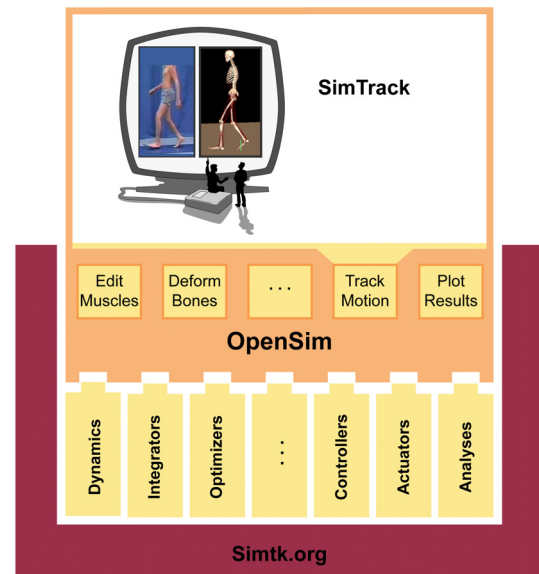 SimTrack
Edit
Muscles
Deform
Bones
...
Track
Motion
Plot
Results
OpenSim
Dynamics
Integrators
Optimizers
...
Controllers
Actuators
Analyses
Simtk.org